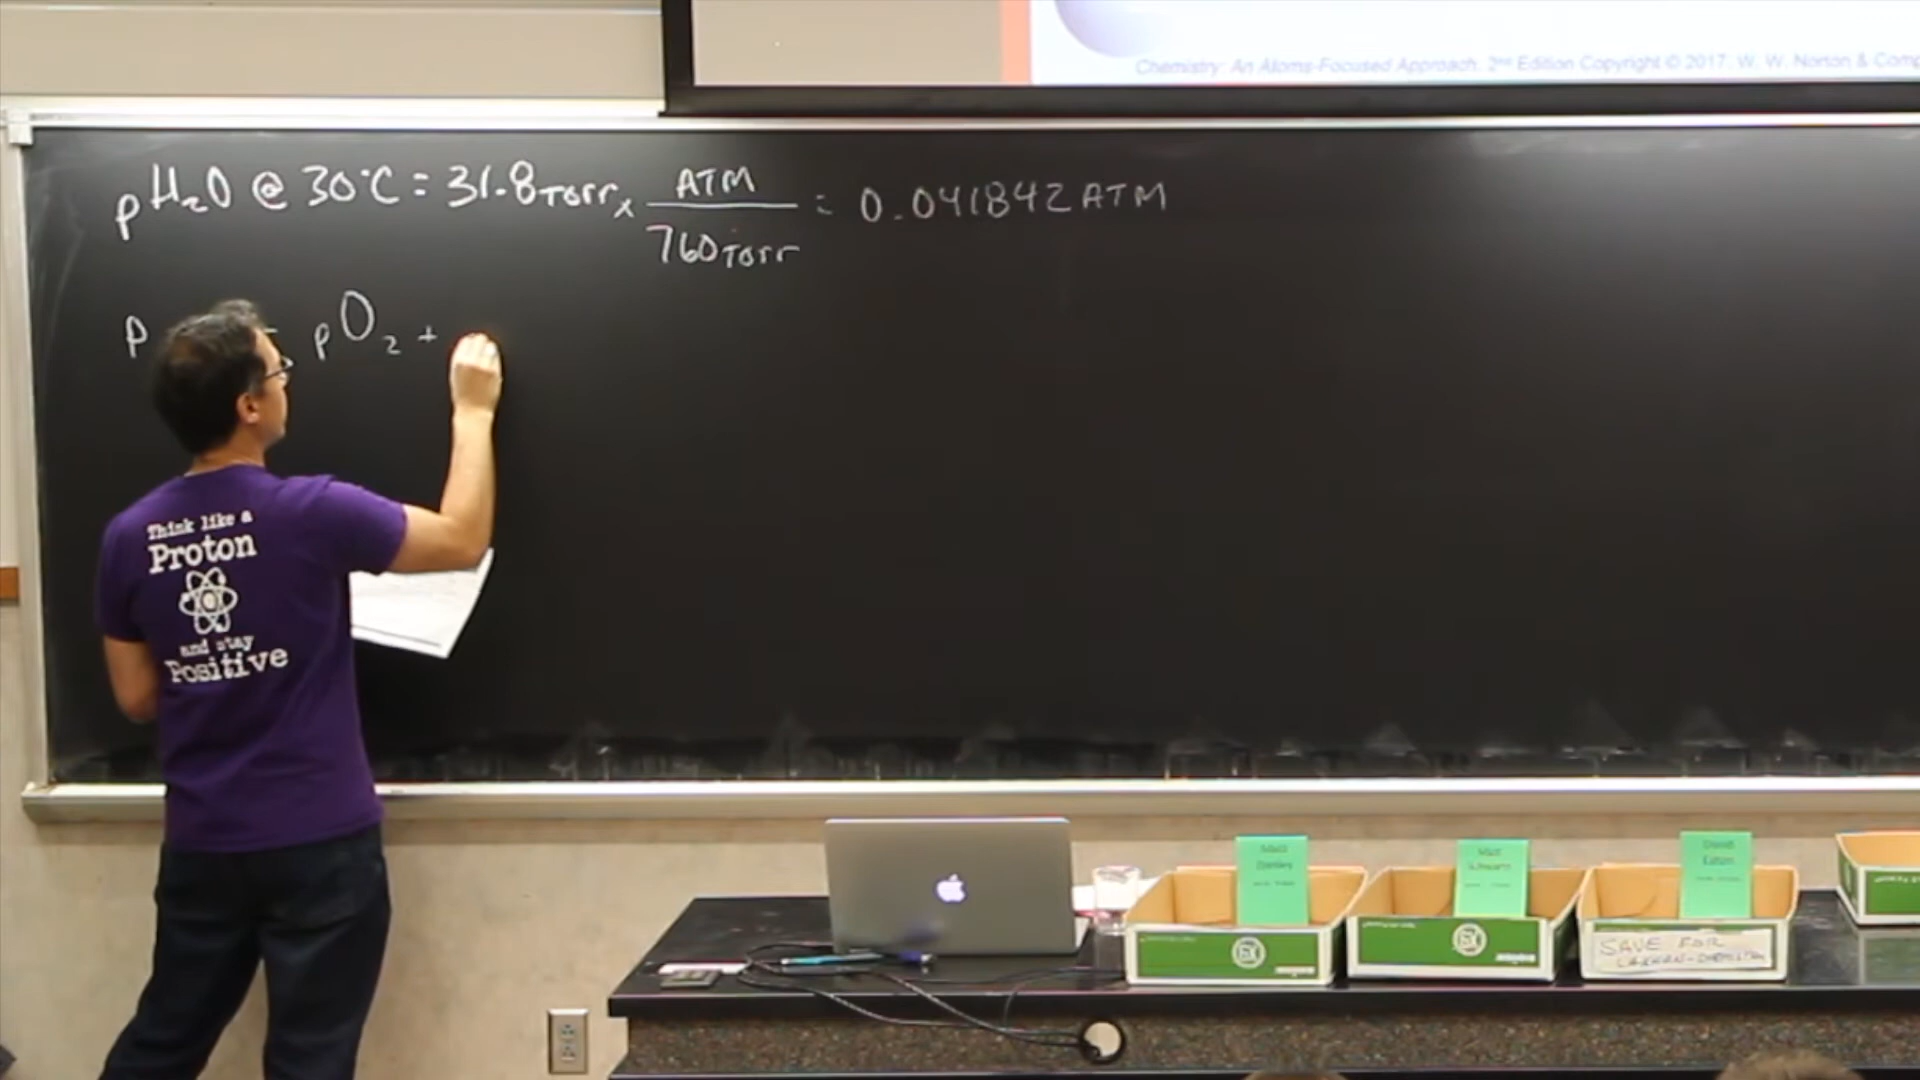 Chemistry: An Atoms-Focused Approach, 2nd Edition Copyright © 2017, W. W. Norton & Comp
pH₂O @ 30°C = 31.8 Torr x ATM / 760 Torr = 0.041842 ATM
P = pO₂ +
Think like a
Proton
and stay
Positive
SAVE FOR